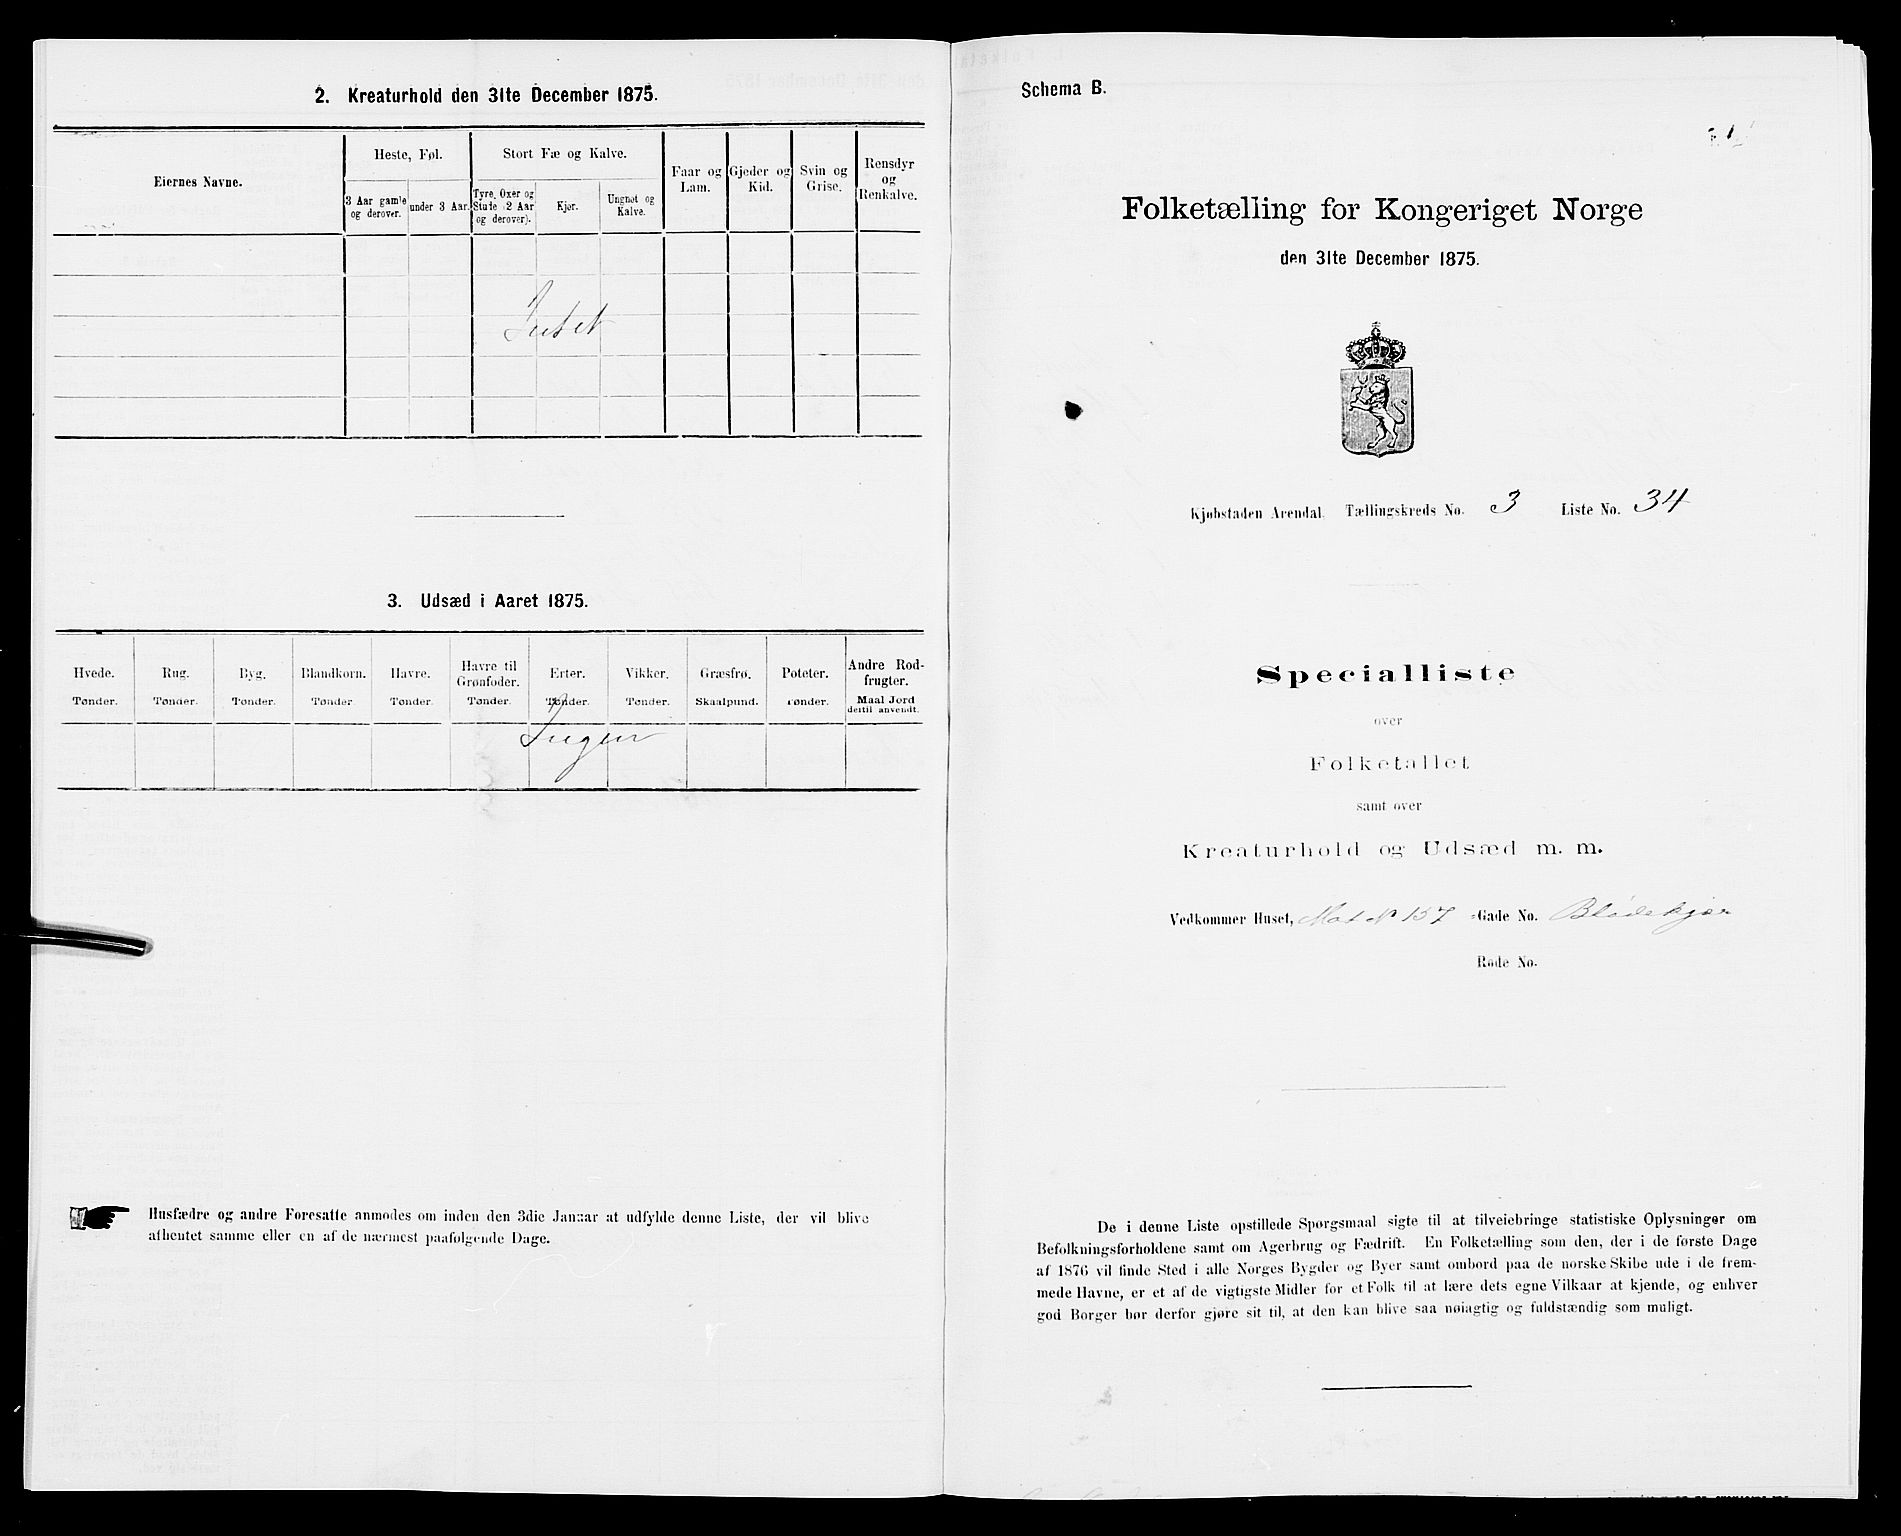 2. Kreaturhold den 31te December 1875.
Eiernes Navne.
Heste, Føl.
3 Aar gamle og derover.
under 3 Aar.
Stort Fæ og Kalve.
Tyre, Oxer og Stude (2 Aar og derover).
Kjør.
Ungnøt og Kalve.
Faar og Lam.
Gjeder og Kid.
Svin og Grise.
Rensdyr og Renkalve.
Intet
3. Udsæd i Aaret 1875.
Hvede. Tønder.
Rug. Tønder.
Byg. Tønder.
Blandkorn. Tønder.
Havre. Tønder.
Havre til Grønfoder. Tønder.
Erter. Tønder.
Vikker. Tønder.
Græsfrø. Skaalpund.
Poteter. Tønder.
Andre Rodfrugter. Maal Jord dertil anvendt.
Ingen
Husfædre og andre Foresatte anmodes om inden den 3die Januar at udfylde denne Liste, der vil blive
afhentet samme eller en af de nærmest paafølgende Dage.
Schema B.
Folketælling for Kongeriget Norge
den 31te December 1875.
Kjøbstaden Arendal. Tællingskreds No. 3 Liste No. 34
Specialliste
over
Folketallet
samt over
Kreaturhold og Udsæd m. m.
Vedkommer Huset, Mat No 157 -Gade No. Blødekjær
Rode No.
De i denne Liste opstillede Spørgsmaal sigte til at tilveiebringe statistiske Oplysninger om
Befolkningsforholdene samt om Agerbrug og Fædrift. En Folketælling som den, der i de første Dage
af 1876 vil finde Sted i alle Norges Bygder og Byer samt ombord paa de norske Skibe ude i de frem-
mede Havne, er et af de vigtigste Midler for et Folk til at lære dets egne Vilkaar at kjende, og enhver
god Borger bør derfor gjøre sit til, at den kan blive saa nøiagtig og fuldstændig som muligt.